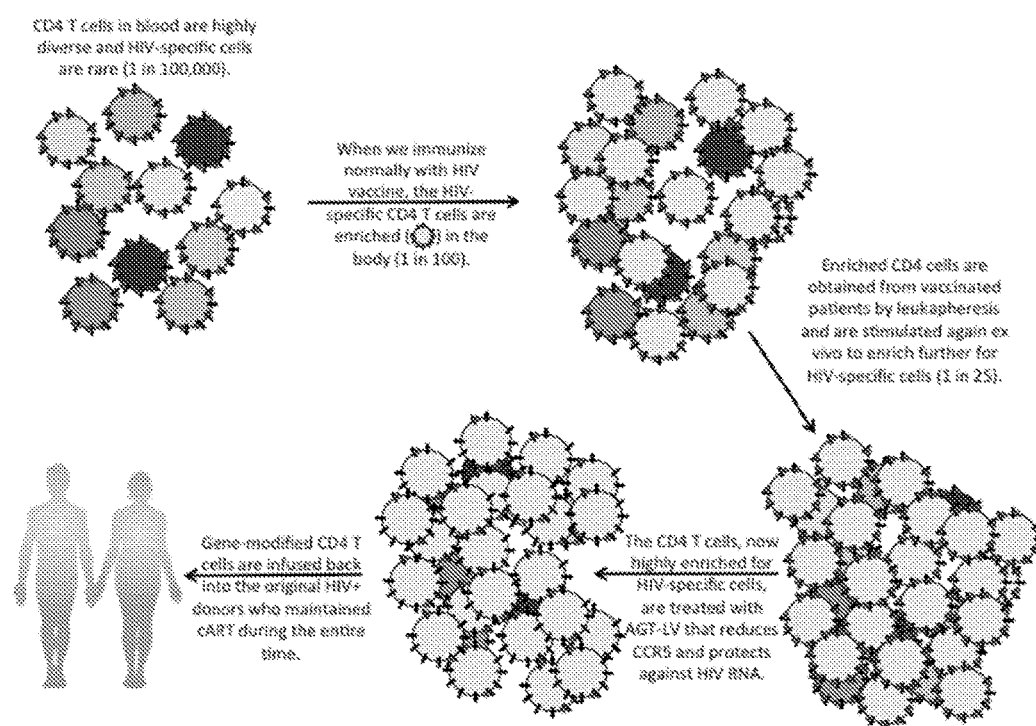 CD4 T cells in blood are highly
diverse and HIV-specific cells
are rare (1 in 100,000).
When we immunize
normally with HIV
vaccine, the HIV-
specific CD4 T cells are
enriched ( ) in the
body (1 in 100).
Enriched CD4 cells are
obtained from vaccinated
patients by leukapheresis
and are stimulated again ex
vivo to enrich further for
HIV-specific cells (1 in 25).
The CD4 T cells, now
highly enriched for
HIV-specific cells,
are treated with
AGT-LV that reduces
CCR5 and protects
against HIV RNA.
Gene-modified CD4 T
cells are infused back
into the original HIV+
donors who maintained
cART during the entire
time.